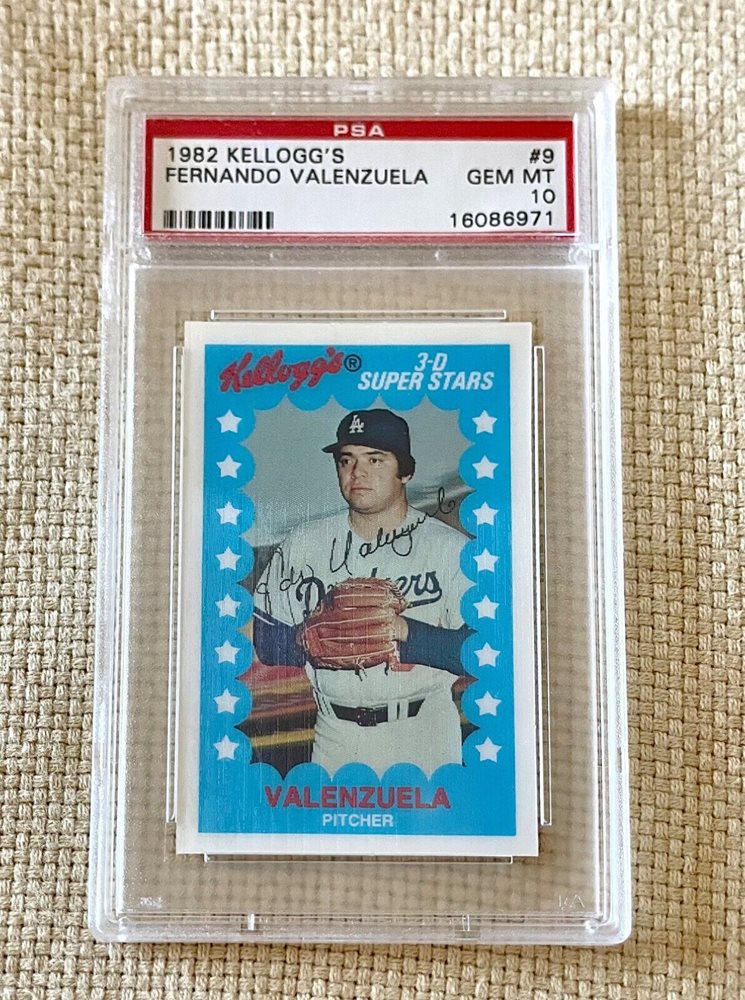 PSA
1982 KELLOGG'S #9
FERNANDO VALENZUELA GEM MT
10
16086971
Kellogg's®
3-D
SUPER STARS
LA
Dodgers
VALENZUELA
PITCHER